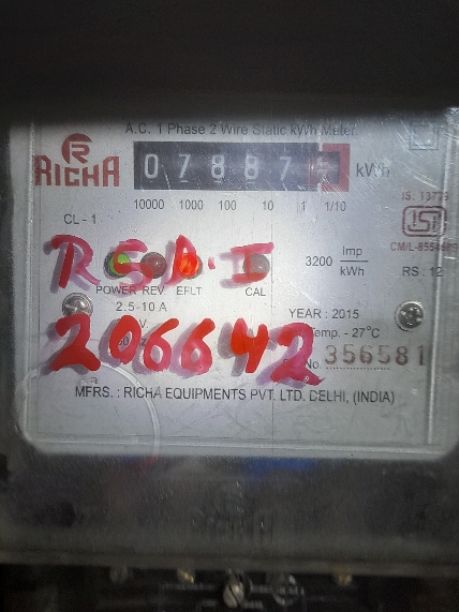 A.C. 1 Phase 2 Wire Static kWh Meter.
R
RICHA
07887 kWh
10000 1000 100 10 1 1/10
IS: 13779
ISI
CM/L-
CL - 1
R.S.D.I
3200 Imp/kWh
RS : 12
POWER REV. EFLT CAL
2.5-10 A
YEAR : 2015
V.
Temp. - 27°C
206642
No. 356581
MFRS. : RICHA EQUIPMENTS PVT. LTD. DELHI, (INDIA)